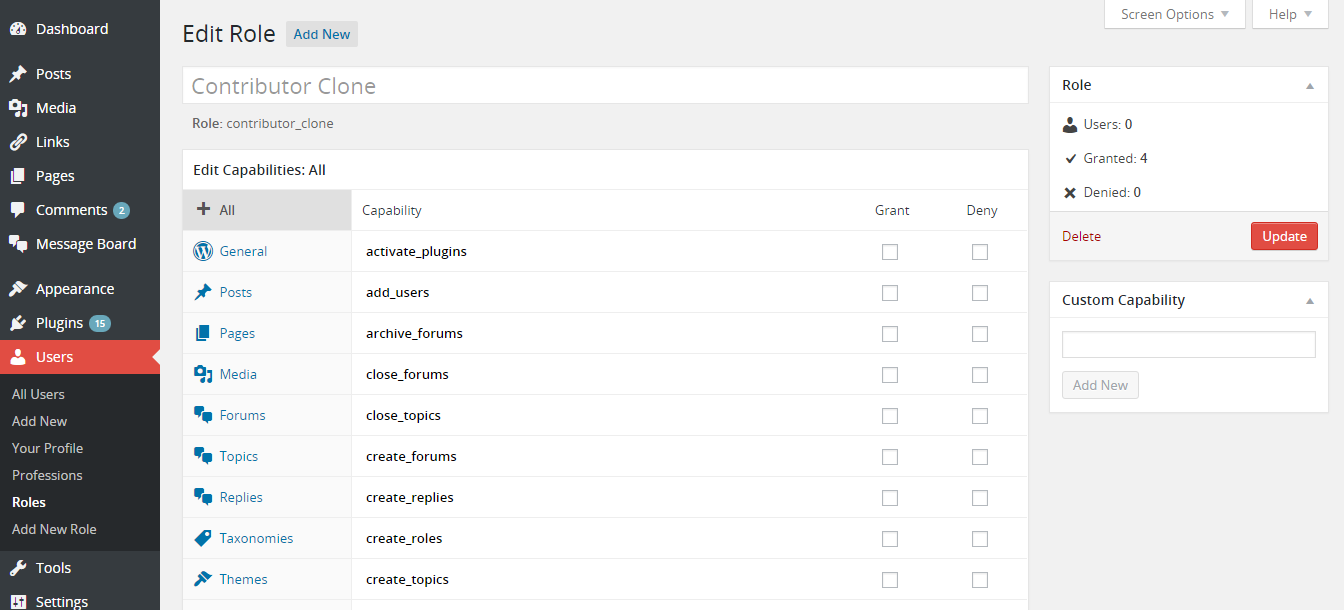 Screen Options
Help
Dashboard
Posts
Media
Links
Pages
Comments 2
Message Board
Appearance
Plugins 15
Users
All Users
Add New
Your Profile
Professions
Roles
Add New Role
Tools
Settings
Edit Role
Add New
Contributor Clone
Role: contributor_clone
Edit Capabilities: All
All
General
Posts
Pages
Media
Forums
Topics
Replies
Taxonomies
Themes
Capability Grant Deny
activate_plugins
add_users
archive_forums
close_forums
close_topics
create_forums
create_replies
create_roles
create_topics
Role
Users: 0
Granted: 4
Denied: 0
Delete
Update
Custom Capability
Add New